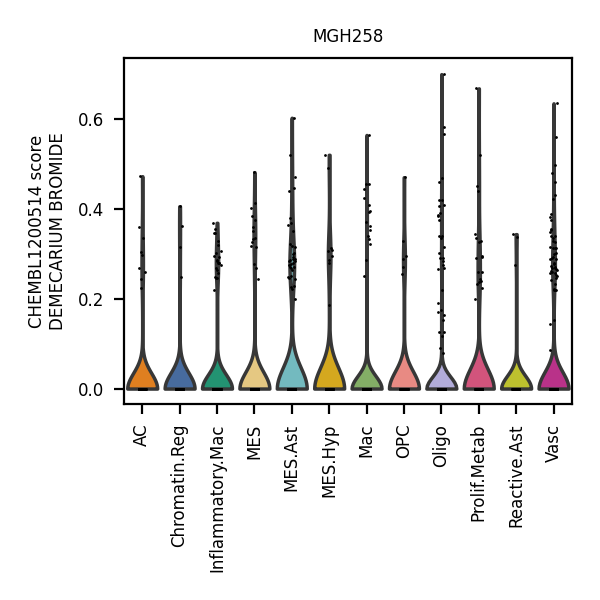 MGH258
CHEMBL1200514 score
DEMECARIUM BROMIDE
0.6
0.4
0.2
0.0
AC
Chromatin.Reg
Inflammatory.Mac
MES
MES.Ast
MES.Hyp
Mac
OPC
Oligo
Prolif.Metab
Reactive.Ast
Vasc